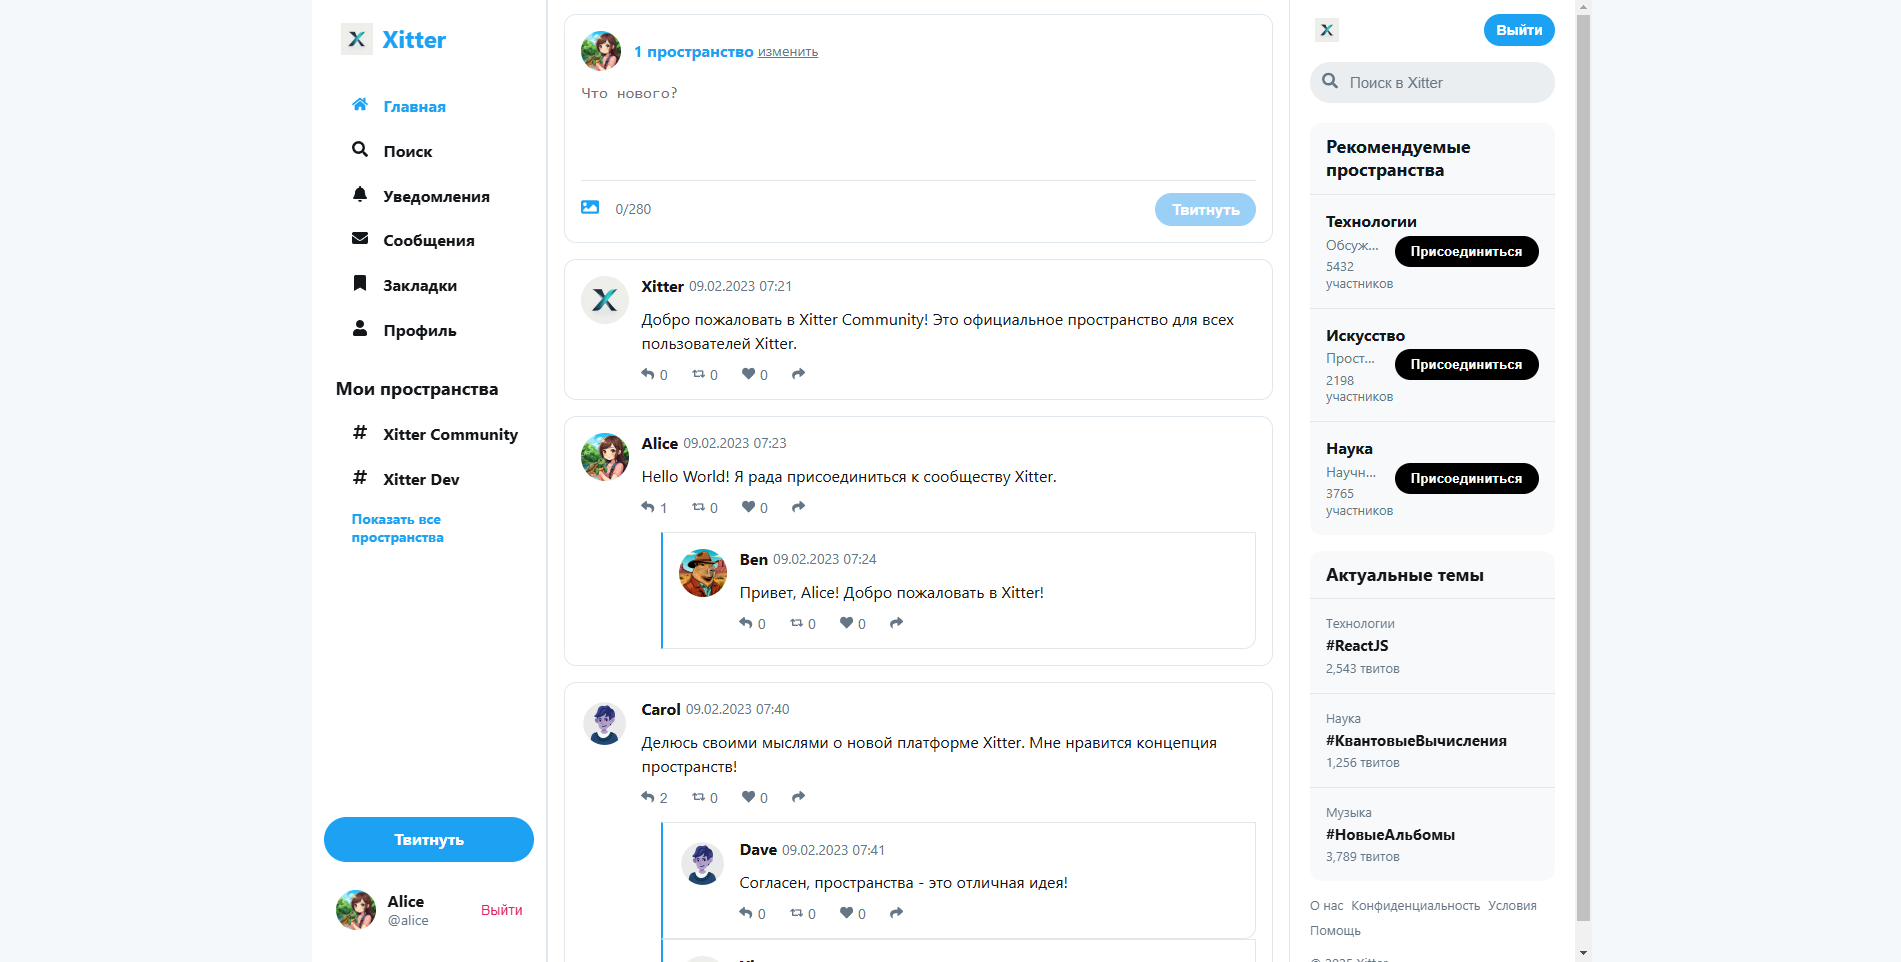 Xitter
Главная
Поиск
Уведомления
Сообщения
Закладки
Профиль
Мои пространства
Xitter Community
Xitter Dev
Показать все
пространства
Твитнуть
Alice
@alice
Выйти
1 пространство изменить
Что нового?
0/280
Твитнуть
Xitter 09.02.2023 07:21
Добро пожаловать в Xitter Community! Это официальное пространство для всех
пользователей Xitter.
0 0 0
Alice 09.02.2023 07:23
Hello World! Я рада присоединиться к сообществу Xitter.
1 0 0
Ben 09.02.2023 07:24
Привет, Alice! Добро пожаловать в Xitter!
0 0 0
Carol 09.02.2023 07:40
Делюсь своими мыслями о новой платформе Xitter. Мне нравится концепция
пространств!
2 0 0
Dave 09.02.2023 07:41
Согласен, пространства - это отличная идея!
0 0 0
Выйти
Поиск в Xitter
Рекомендуемые
пространства
Технологии
Обсуж...
5432
участников
Присоединиться
Искусство
Прост...
2198
участников
Присоединиться
Наука
Научн...
3765
участников
Присоединиться
Актуальные темы
Технологии
#ReactJS
2,543 твитов
Наука
#КвантовыеВычисления
1,256 твитов
Музыка
#НовыеАльбомы
3,789 твитов
О нас Конфиденциальность Условия
Помощь